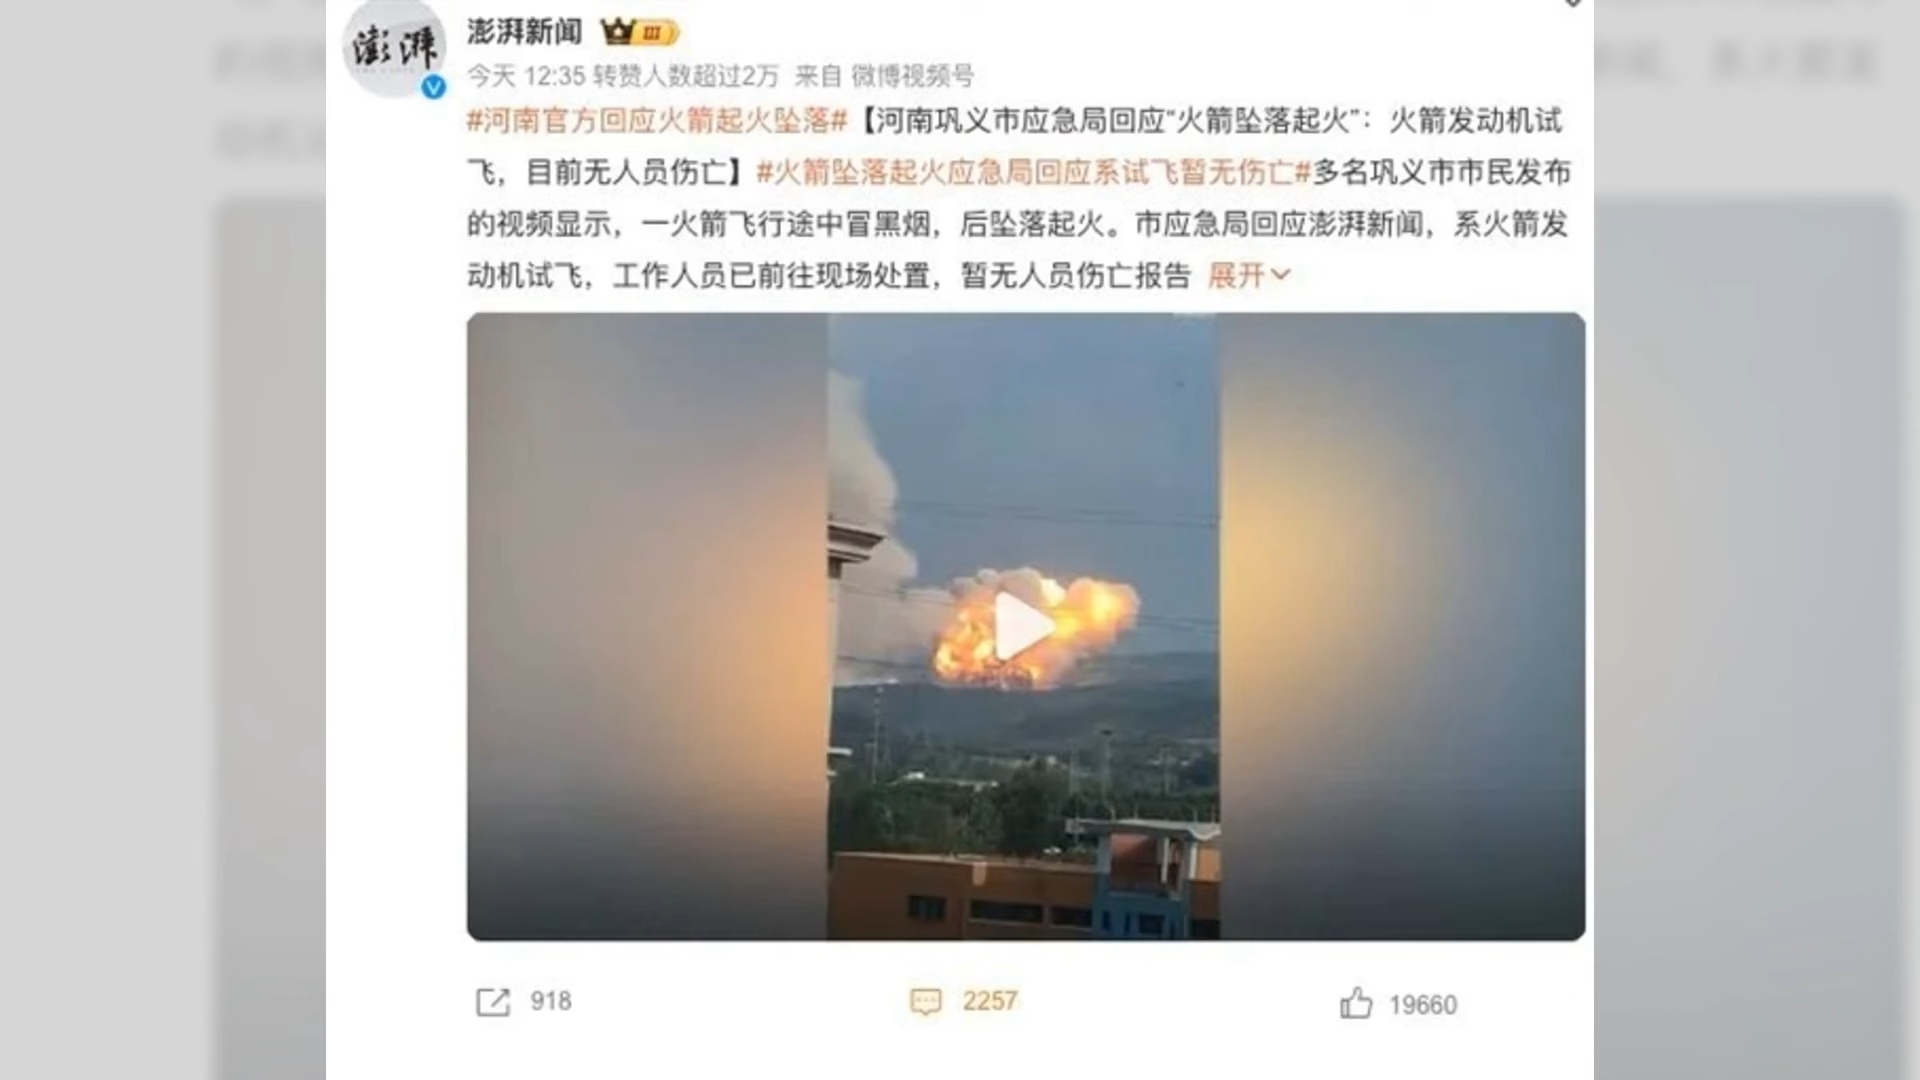 澎湃
澎湃新闻 III
今天 12:35 转赞人数超过2万 来自 微博视频号
#河南官方回应火箭起火坠落#【河南巩义市应急局回应“火箭坠落起火”：火箭发动机试
飞，目前无人员伤亡】#火箭坠落起火应急局回应系试飞暂无伤亡#多名巩义市市民发布
的视频显示，一火箭飞行途中冒黑烟，后坠落起火。市应急局回应澎湃新闻，系火箭发
动机试飞，工作人员已前往现场处置，暂无人员伤亡报告 展开
918
2257
19660